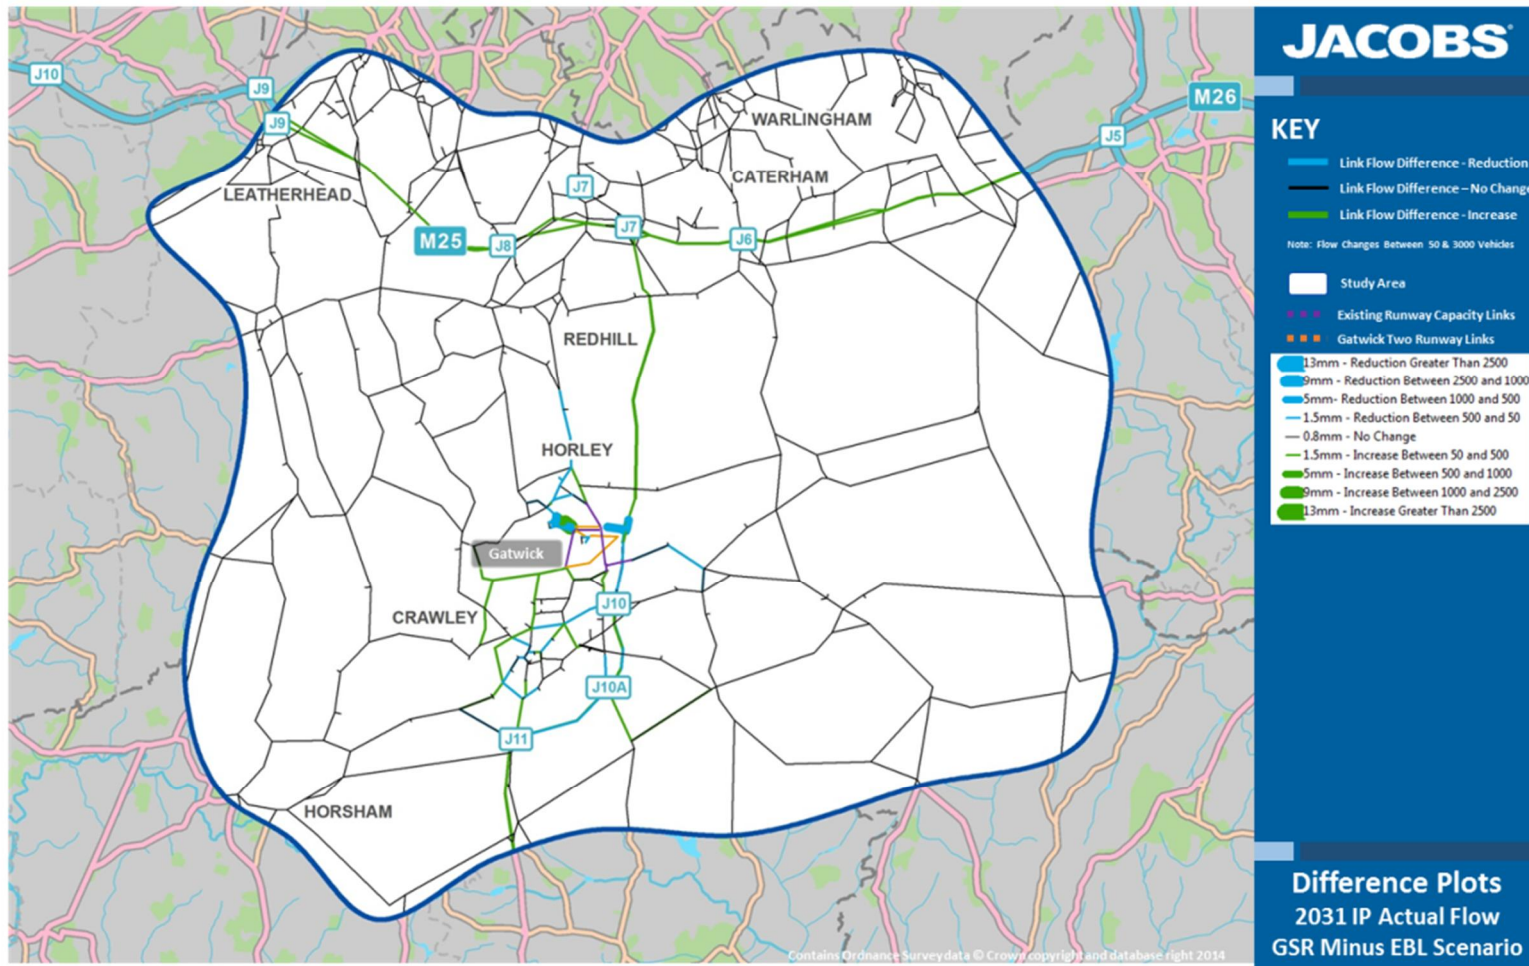 JACOBS
J10
J9
J9
M26
J5
WARLINGHAM
CATERHAM
LEATHERHEAD
J7
J7
M25
J8
J6
REDHILL
HORLEY
Gatwick
CRAWLEY
J10
J10A
J11
HORSHAM
Contains Ordnance Survey data © Crown copyright and database right 2014
KEY
Link Flow Difference - Reduction
Link Flow Difference – No Change
Link Flow Difference - Increase
Note: Flow Changes Between 50 & 3000 Vehicles
Study Area
Existing Runway Capacity Links
Gatwick Two Runway Links
13mm - Reduction Greater Than 2500
9mm - Reduction Between 2500 and 1000
5mm- Reduction Between 1000 and 500
1.5mm - Reduction Between 500 and 50
0.8mm - No Change
1.5mm - Increase Between 50 and 500
5mm - Increase Between 500 and 1000
9mm - Increase Between 1000 and 2500
13mm - Increase Greater Than 2500
Difference Plots
2031 IP Actual Flow
GSR Minus EBL Scenario